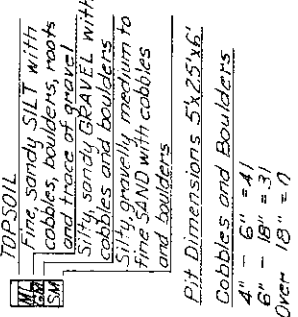 TOPSOIL
Fine, sandy SILT with
cobbles, boulders, roots
and trace of gravel
Silty, sandy GRAVEL with
cobbles and boulders
Silty, gravelly medium to
fine SAND with cobbles
and boulders
SM
Pit Dimensions 5'x25'x6'
Cobbles and Boulders
4" - 6" = 41
6" - 18" = 31
Over 18" = 0